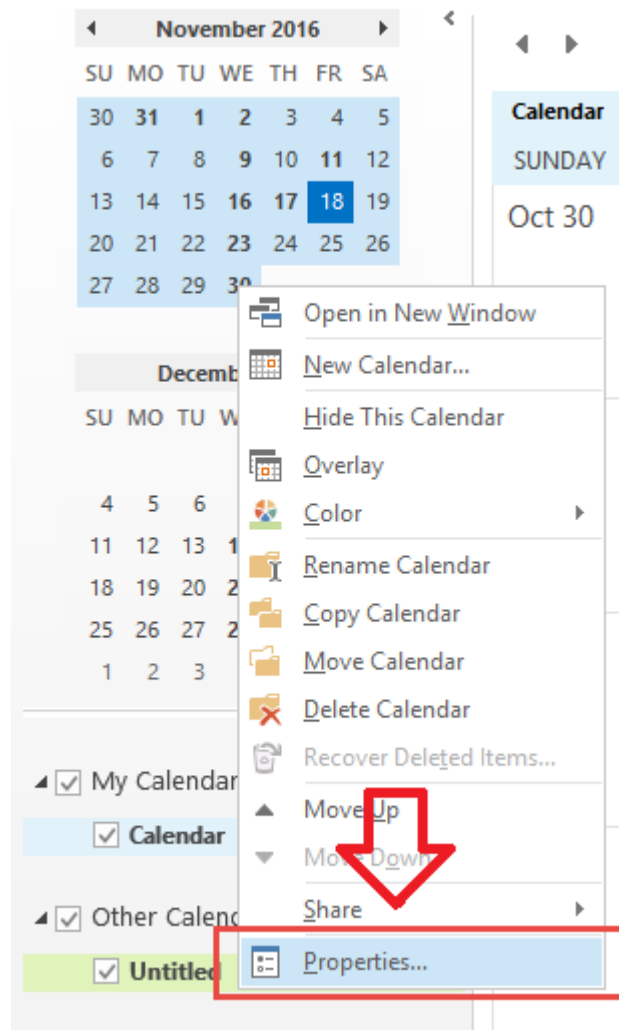 November 2016
SU MO TU WE TH FR SA
30 31 1 2 3 4 5
6 7 8 9 10 11 12
13 14 15 16 17 18 19
20 21 22 23 24 25 26
27 28 29 30
Decemb
SU MO TU W
4 5 6
11 12 13 1
18 19 20 2
25 26 27 2
1 2 3
My Calendar
Calendar
Other Calend
Untitled
Open in New Window
New Calendar...
Hide This Calendar
Overlay
Color
Rename Calendar
Copy Calendar
Move Calendar
Delete Calendar
Recover Deleted Items...
Move Up
Move Down
Share
Properties...
Calendar
SUNDAY
Oct 30